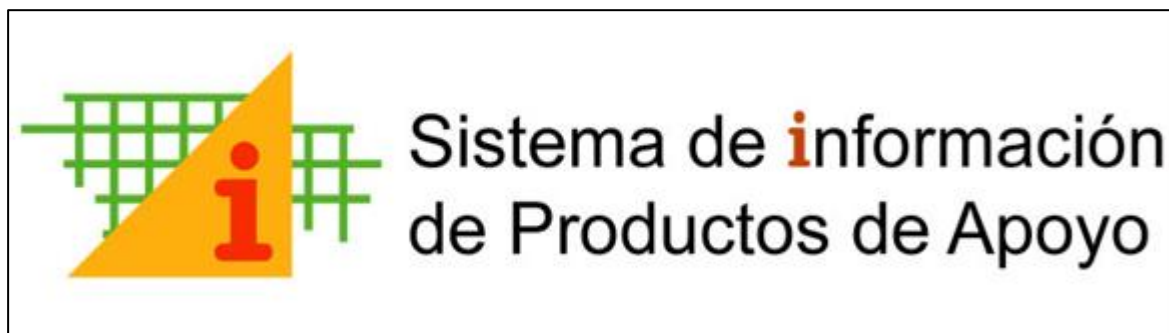 i
Sistema de información
de Productos de Apoyo